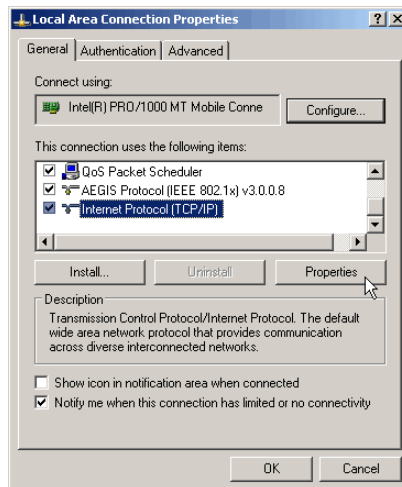 Local Area Connection Properties
General
Authentication
Advanced
Connect using:
Intel(R) PRO/1000 MT Mobile Conne
Configure...
This connection uses the following items:
QoS Packet Scheduler
AEGIS Protocol (IEEE 802.1x) v3.0.0.8
Internet Protocol (TCP/IP)
Install...
Uninstall
Properties
Description
Transmission Control Protocol/Internet Protocol. The default
wide area network protocol that provides communication
across diverse interconnected networks.
Show icon in notification area when connected
Notify me when this connection has limited or no connectivity
OK
Cancel